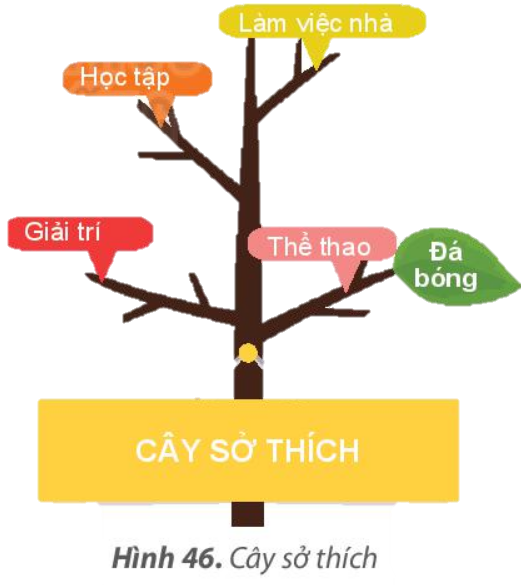 Làm việc nhà
Học tập
Giải trí
Thể thao
Đá
bóng
CÂY SỞ THÍCH
Hình 46. Cây sở thích